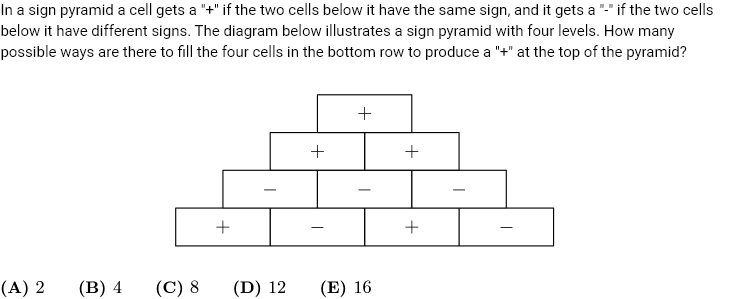 In a sign pyramid a cell gets a "+" if the two cells below it have the same sign, and it gets a "-" if the two cells
below it have different signs. The diagram below illustrates a sign pyramid with four levels. How many
possible ways are there to fill the four cells in the bottom row to produce a "+" at the top of the pyramid?
+
+ +
− − −
+ − + −
(A) 2 (B) 4 (C) 8 (D) 12 (E) 16